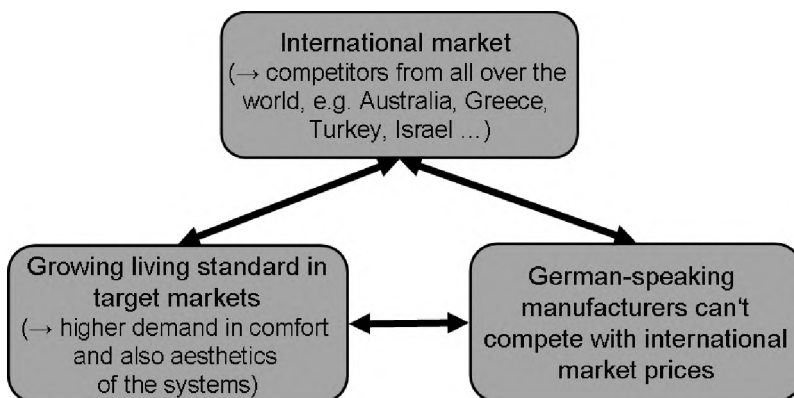 International market
(→ competitors from all over the
world, e.g. Australia, Greece,
Turkey, Israel ...)
Growing living standard in
target markets
(→ higher demand in comfort
and also aesthetics
of the systems)
German-speaking
manufacturers can't
compete with international
market prices